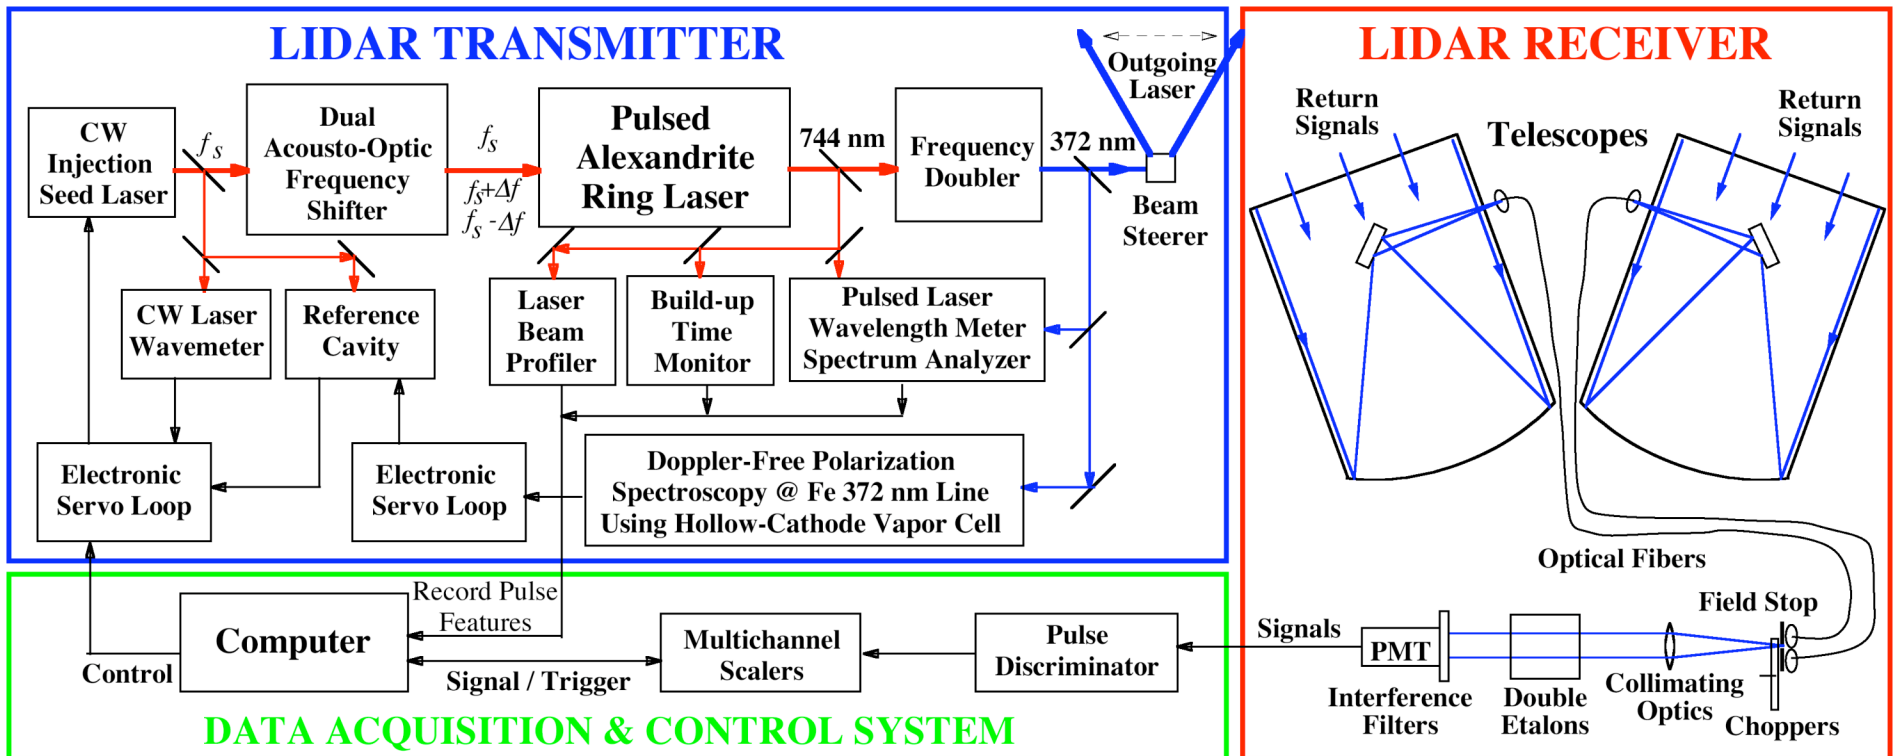 LIDAR TRANSMITTER
CW
Injection
Seed Laser
fs
Dual
Acousto-Optic
Frequency
Shifter
fs
fs+Δf
fs-Δf
Pulsed
Alexandrite
Ring Laser
744 nm
Frequency
Doubler
372 nm
Outgoing
Laser
Beam
Steerer
CW Laser
Wavemeter
Reference
Cavity
Laser
Beam
Profiler
Build-up
Time
Monitor
Pulsed Laser
Wavelength Meter
Spectrum Analyzer
Electronic
Servo Loop
Electronic
Servo Loop
Doppler-Free Polarization
Spectroscopy @ Fe 372 nm Line
Using Hollow-Cathode Vapor Cell
LIDAR RECEIVER
Return
Signals
Telescopes
Return
Signals
Optical Fibers
Field Stop
Signals
PMT
Interference
Filters
Double
Etalons
Collimating
Optics
Choppers
Record Pulse
Features
Computer
Control
Signal / Trigger
Multichannel
Scalers
Pulse
Discriminator
DATA ACQUISITION & CONTROL SYSTEM